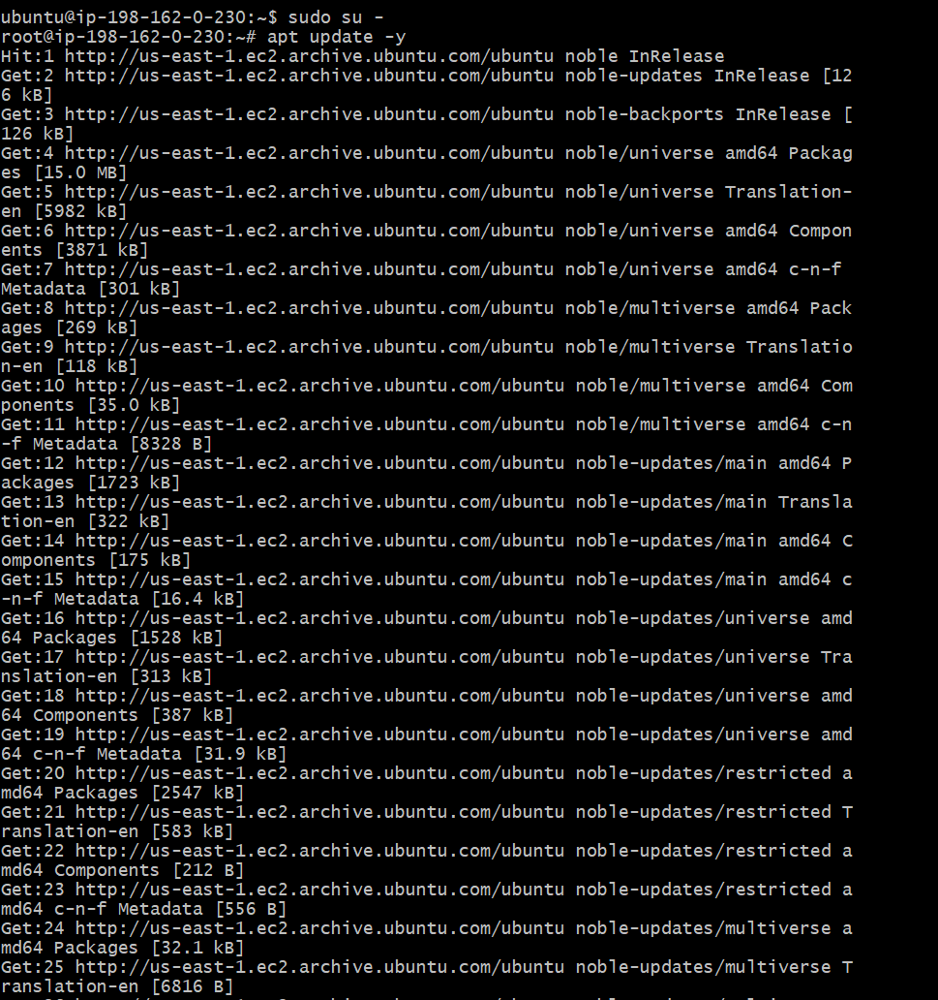 ubuntu@ip-198-162-0-230:~$ sudo su -
root@ip-198-162-0-230:~# apt update -y
Hit:1 http://us-east-1.ec2.archive.ubuntu.com/ubuntu noble InRelease
Get:2 http://us-east-1.ec2.archive.ubuntu.com/ubuntu noble-updates InRelease [12
6 kB]
Get:3 http://us-east-1.ec2.archive.ubuntu.com/ubuntu noble-backports InRelease [
126 kB]
Get:4 http://us-east-1.ec2.archive.ubuntu.com/ubuntu noble/universe amd64 Packag
es [15.0 MB]
Get:5 http://us-east-1.ec2.archive.ubuntu.com/ubuntu noble/universe Translation-
en [5982 kB]
Get:6 http://us-east-1.ec2.archive.ubuntu.com/ubuntu noble/universe amd64 Compon
ents [3871 kB]
Get:7 http://us-east-1.ec2.archive.ubuntu.com/ubuntu noble/universe amd64 c-n-f
Metadata [301 kB]
Get:8 http://us-east-1.ec2.archive.ubuntu.com/ubuntu noble/multiverse amd64 Pack
ages [269 kB]
Get:9 http://us-east-1.ec2.archive.ubuntu.com/ubuntu noble/multiverse Translatio
n-en [118 kB]
Get:10 http://us-east-1.ec2.archive.ubuntu.com/ubuntu noble/multiverse amd64 Com
ponents [35.0 kB]
Get:11 http://us-east-1.ec2.archive.ubuntu.com/ubuntu noble/multiverse amd64 c-n
-f Metadata [8328 B]
Get:12 http://us-east-1.ec2.archive.ubuntu.com/ubuntu noble-updates/main amd64 P
ackages [1723 kB]
Get:13 http://us-east-1.ec2.archive.ubuntu.com/ubuntu noble-updates/main Transla
tion-en [322 kB]
Get:14 http://us-east-1.ec2.archive.ubuntu.com/ubuntu noble-updates/main amd64 C
omponents [175 kB]
Get:15 http://us-east-1.ec2.archive.ubuntu.com/ubuntu noble-updates/main amd64 c
-n-f Metadata [16.4 kB]
Get:16 http://us-east-1.ec2.archive.ubuntu.com/ubuntu noble-updates/universe amd
64 Packages [1528 kB]
Get:17 http://us-east-1.ec2.archive.ubuntu.com/ubuntu noble-updates/universe Tra
nslation-en [313 kB]
Get:18 http://us-east-1.ec2.archive.ubuntu.com/ubuntu noble-updates/universe amd
64 Components [387 kB]
Get:19 http://us-east-1.ec2.archive.ubuntu.com/ubuntu noble-updates/universe amd
64 c-n-f Metadata [31.9 kB]
Get:20 http://us-east-1.ec2.archive.ubuntu.com/ubuntu noble-updates/restricted a
md64 Packages [2547 kB]
Get:21 http://us-east-1.ec2.archive.ubuntu.com/ubuntu noble-updates/restricted T
ranslation-en [583 kB]
Get:22 http://us-east-1.ec2.archive.ubuntu.com/ubuntu noble-updates/restricted a
md64 Components [212 B]
Get:23 http://us-east-1.ec2.archive.ubuntu.com/ubuntu noble-updates/restricted a
md64 c-n-f Metadata [556 B]
Get:24 http://us-east-1.ec2.archive.ubuntu.com/ubuntu noble-updates/multiverse a
md64 Packages [32.1 kB]
Get:25 http://us-east-1.ec2.archive.ubuntu.com/ubuntu noble-updates/multiverse T
ranslation-en [6816 B]